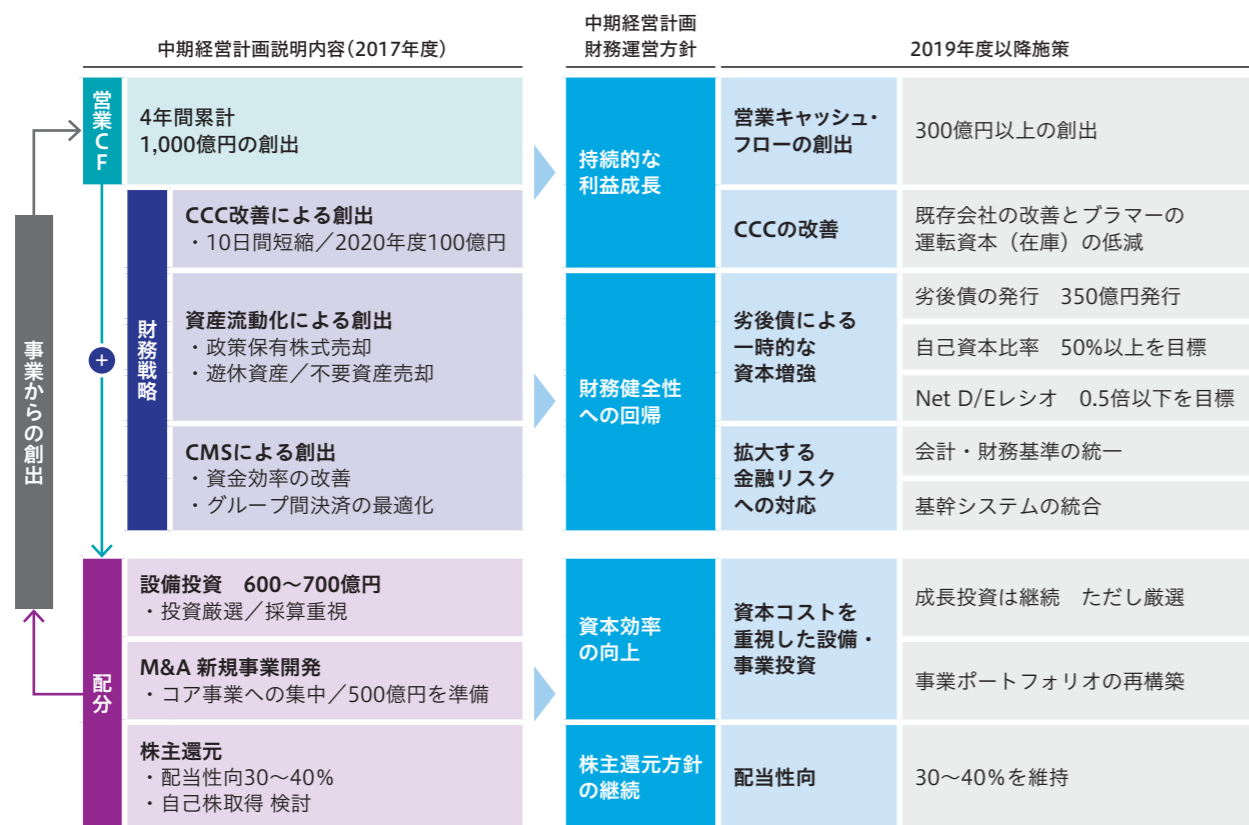 中期経営計画説明内容（2017年度）
中期経営計画
財務運営方針
2019年度以降施策
事業からの創出
営業CF
4年間累計
1,000億円の創出
＋
財務戦略
CCC改善による創出
・10日間短縮／2020年度100億円
資産流動化による創出
・政策保有株式売却
・遊休資産／不要資産売却
CMSによる創出
・資金効率の改善
・グループ間決済の最適化
配分
設備投資　600～700億円
・投資厳選／採算重視
M&A 新規事業開発
・コア事業への集中／500億円を準備
株主還元
・配当性向30～40%
・自己株取得 検討
持続的な
利益成長
財務健全性
への回帰
資本効率
の向上
株主還元方針
の継続
営業キャッシュ・
フローの創出
300億円以上の創出
CCCの改善
既存会社の改善とブラマーの
運転資本（在庫）の低減
劣後債による
一時的な
資本増強
劣後債の発行　350億円発行
自己資本比率　50%以上を目標
Net D/Eレシオ　0.5倍以下を目標
拡大する
金融リスク
への対応
会計・財務基準の統一
基幹システムの統合
資本コストを
重視した設備・
事業投資
成長投資は継続　ただし厳選
事業ポートフォリオの再構築
配当性向
30～40%を維持